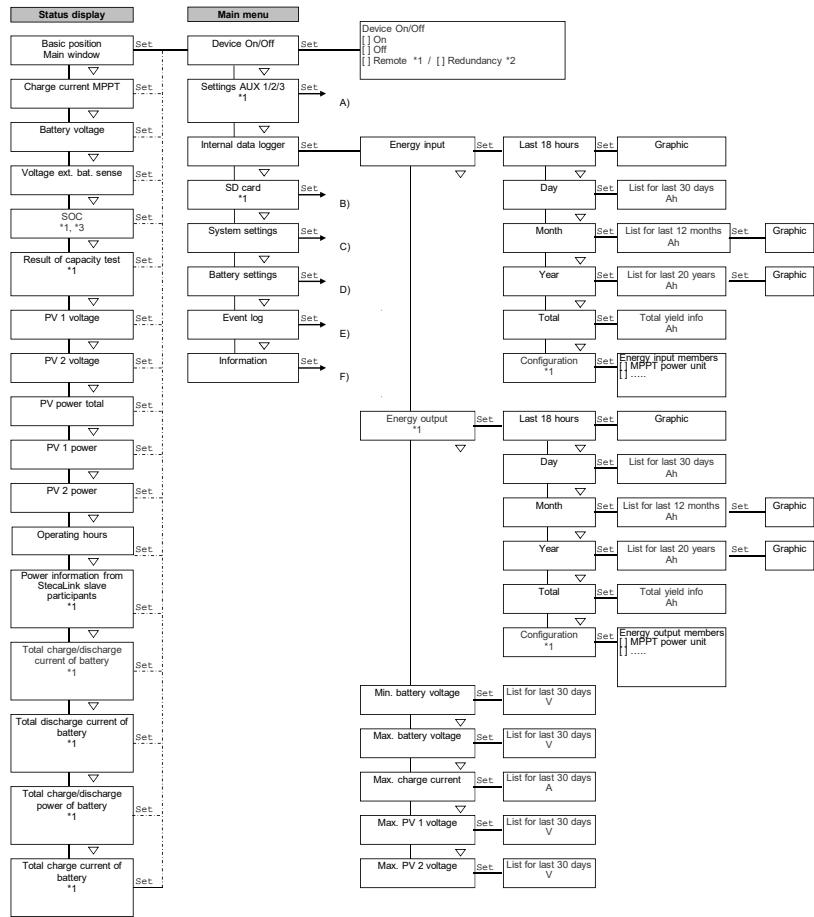 Status display
Main menu
Basic position
Main window
Set
Charge current MPPT
Set
Battery voltage
Set
Voltage ext. bat. sense
Set
SOC
*1, *3
Set
Result of capacity test
*1
Set
PV 1 voltage
Set
PV 2 voltage
Set
PV power total
Set
PV 1 power
Set
PV 2 power
Set
Operating hours
Set
Power information from
StecaLink slave
participants
*1
Set
Total charge/discharge
current of battery
*1
Set
Total discharge current of
battery
*1
Set
Total charge/discharge
power of battery
*1
Set
Total charge current of
battery
*1
Set
Device On/Off
Set
Device On/Off
[ ] On
[ ] Off
[ ] Remote *1 / [ ] Redundancy *2
Settings AUX 1/2/3
*1
Set
A)
Internal data logger
Set
SD card
*1
Set
B)
System settings
Set
C)
Battery settings
Set
D)
Event log
Set
E)
Information
Set
F)
Energy input
Set
Last 18 hours
Set
Graphic
Day
Set
List for last 30 days
Ah
Month
Set
List for last 12 months
Ah
Set
Graphic
Year
Set
List for last 20 years
Ah
Set
Graphic
Total
Set
Total yield info
Ah
Configuration
*1
Set
Energy input members
[ ] MPPT power unit
[ ] .....
Energy output
*1
Set
Last 18 hours
Set
Graphic
Day
Set
List for last 30 days
Ah
Month
Set
List for last 12 months
Ah
Set
Graphic
Year
Set
List for last 20 years
Ah
Set
Graphic
Total
Set
Total yield info
Ah
Configuration
*1
Set
Energy output members
[ ] MPPT power unit
[ ] .....
Min. battery voltage
Set
List for last 30 days
V
Max. battery voltage
Set
List for last 30 days
V
Max. charge current
Set
List for last 30 days
A
Max. PV 1 voltage
Set
List for last 30 days
V
Max. PV 2 voltage
Set
List for last 30 days
V